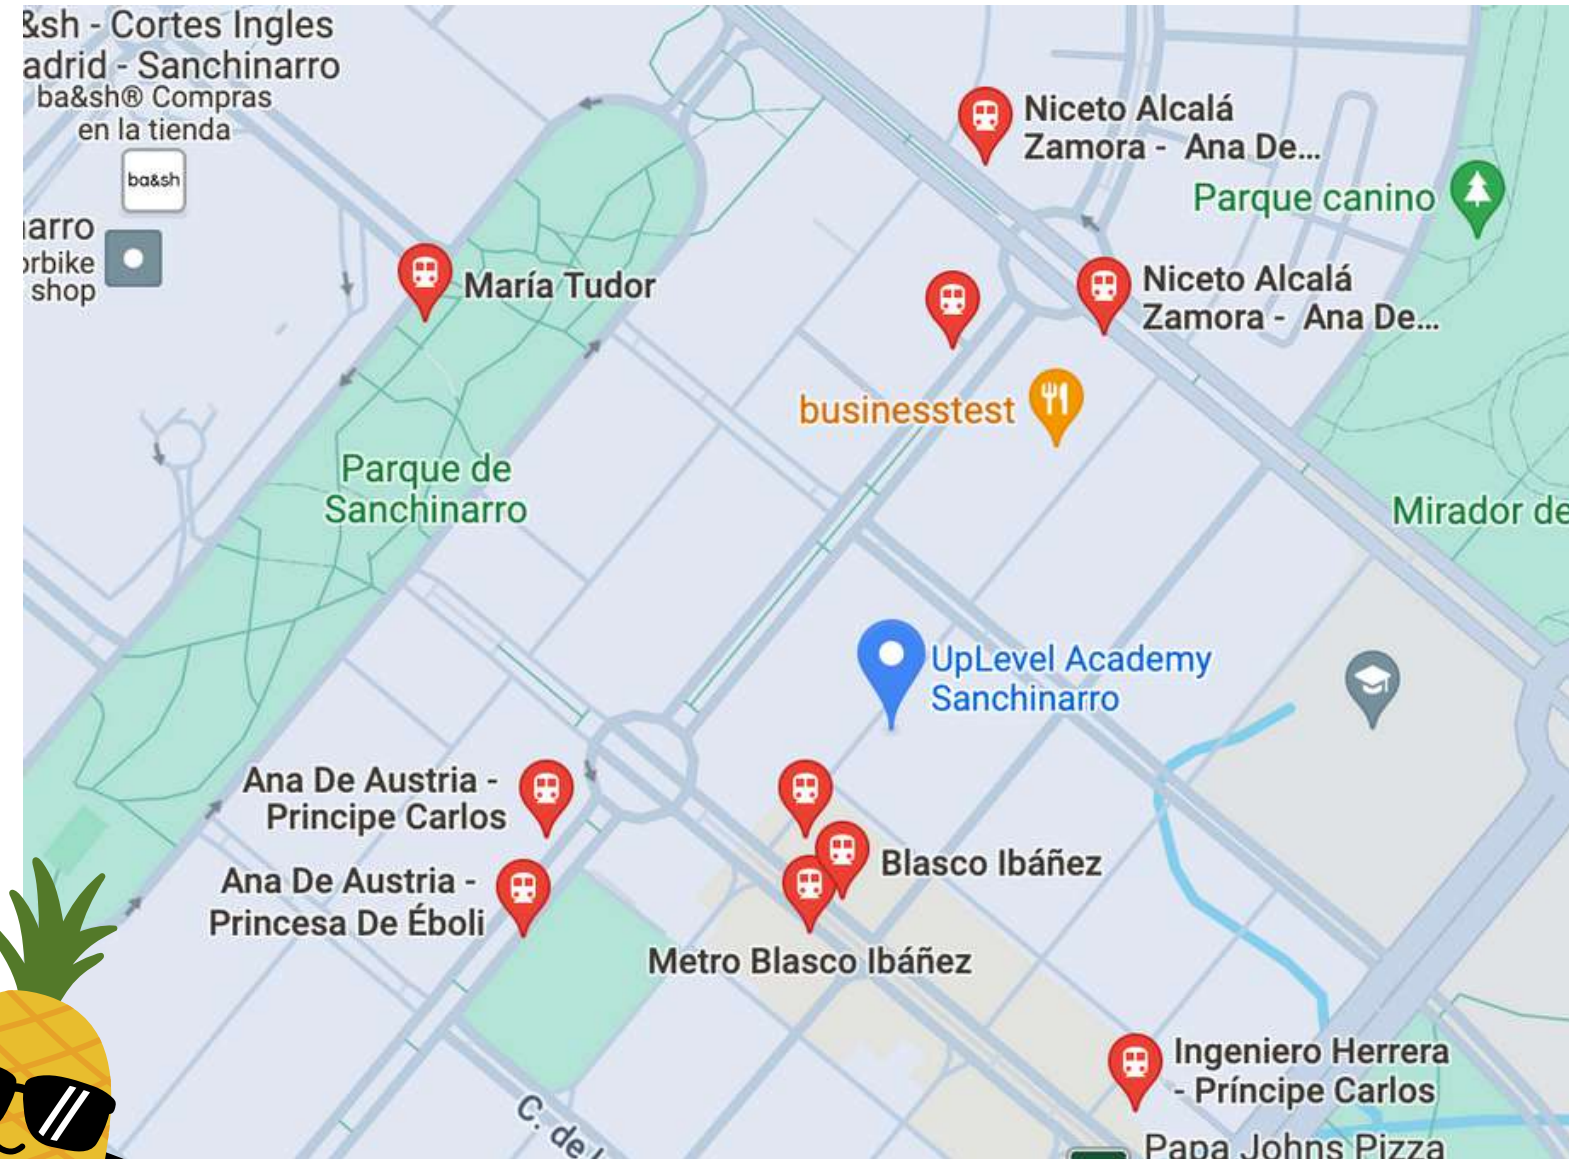 &sh - Cortes Ingles
adrid - Sanchinarro
ba&sh® Compras
en la tienda
ba&sh
arro
orbike
shop
María Tudor
Niceto Alcalá
Zamora - Ana De...
Parque canino
Niceto Alcalá
Zamora - Ana De...
businesstest
Parque de
Sanchinarro
Mirador de
UpLevel Academy
Sanchinarro
Ana De Austria -
Principe Carlos
Ana De Austria -
Princesa De Éboli
Blasco Ibáñez
Metro Blasco Ibáñez
Ingeniero Herrera
- Príncipe Carlos
C. de
Papa Johns Pizza